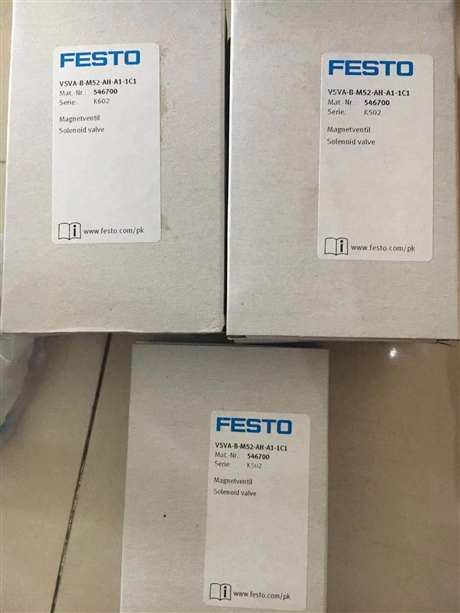 FESTO
VSVA-B-M52-AH-A1-1C1
Mat.-Nr.: 546700
Serie: K602
Magnetventil
Solenoid valve
www.festo.com/pk
FESTO
VSVA-B-M52-AH-A1-1C1
Mat.-Nr.: 546700
Serie: K502
Magnetventil
Solenoid valve
www.festo.com/pk
FESTO
VSVA-B-M52-AH-A1-1C1
Mat.-Nr.: 546700
Serie: K502
Magnetventil
Solenoid valve
www.festo.com/pk